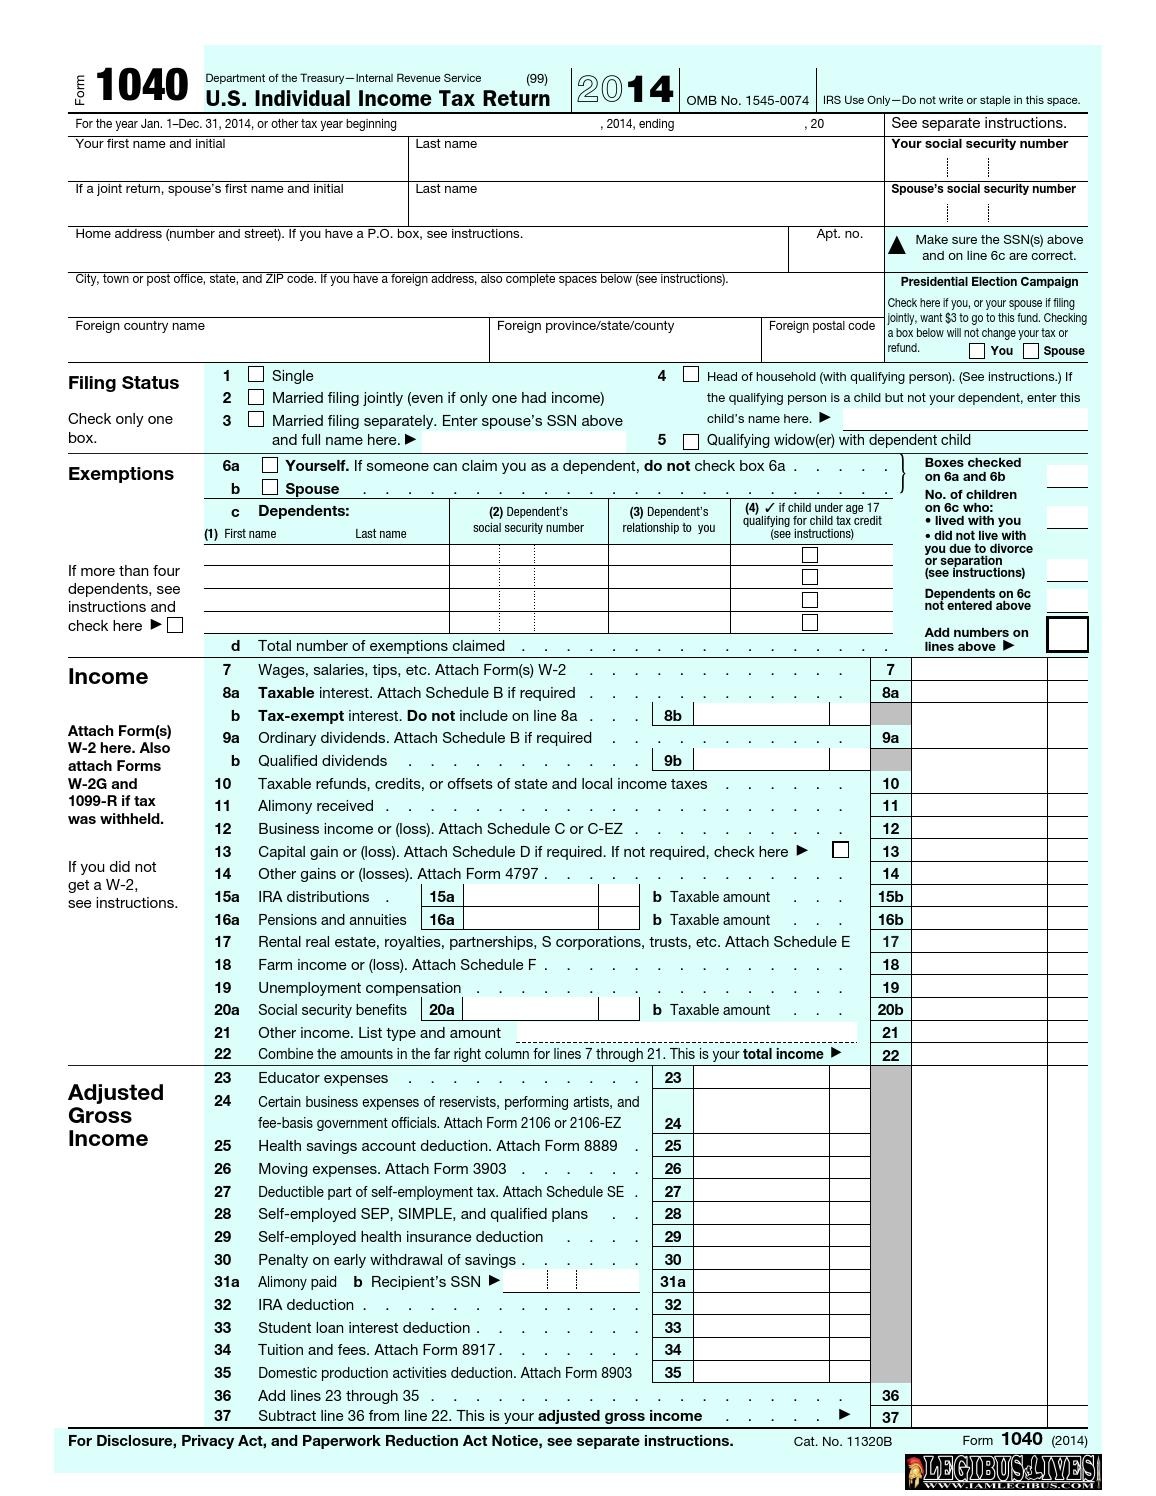 Form 1040 Department of the Treasury—Internal Revenue Service (99)
U.S. Individual Income Tax Return 2014 OMB No. 1545-0074 IRS Use Only—Do not write or staple in this space.
For the year Jan. 1–Dec. 31, 2014, or other tax year beginning , 2014, ending , 20 See separate instructions.
Your first name and initial Last name Your social security number
If a joint return, spouse's first name and initial Last name Spouse's social security number
Home address (number and street). If you have a P.O. box, see instructions. Apt. no.
▲ Make sure the SSN(s) above
and on line 6c are correct.
City, town or post office, state, and ZIP code. If you have a foreign address, also complete spaces below (see instructions).
Foreign country name Foreign province/state/county Foreign postal code
Presidential Election Campaign
Check here if you, or your spouse if filing
jointly, want $3 to go to this fund. Checking
a box below will not change your tax or
refund. You Spouse
Filing Status
Check only one
box.
1 Single
2 Married filing jointly (even if only one had income)
3 Married filing separately. Enter spouse's SSN above
and full name here. ▶
4 Head of household (with qualifying person). (See instructions.) If
the qualifying person is a child but not your dependent, enter this
child's name here. ▶
5 Qualifying widow(er) with dependent child
Exemptions
6a Yourself. If someone can claim you as a dependent, do not check box 6a . . . . .
b Spouse . . . . . . . . . . . . . . . . . . . . . . . .
c Dependents:
(1) First name Last name
(2) Dependent's
social security number
(3) Dependent's
relationship to you
(4) ✓ if child under age 17
qualifying for child tax credit
(see instructions)
If more than four
dependents, see
instructions and
check here ▶
d Total number of exemptions claimed . . . . . . . . . . . . . . . . .
Boxes checked
on 6a and 6b
No. of children
on 6c who:
• lived with you
• did not live with
you due to divorce
or separation
(see instructions)
Dependents on 6c
not entered above
Add numbers on
lines above ▶
Income
Attach Form(s)
W-2 here. Also
attach Forms
W-2G and
1099-R if tax
was withheld.
If you did not
get a W-2,
see instructions.
7 Wages, salaries, tips, etc. Attach Form(s) W-2 . . . . . . . . . . . . 7
8a Taxable interest. Attach Schedule B if required . . . . . . . . . . . . 8a
b Tax-exempt interest. Do not include on line 8a . . . 8b
9a Ordinary dividends. Attach Schedule B if required . . . . . . . . . . . 9a
b Qualified dividends . . . . . . . . . . . 9b
10 Taxable refunds, credits, or offsets of state and local income taxes . . . . . . 10
11 Alimony received . . . . . . . . . . . . . . . . . . . . . 11
12 Business income or (loss). Attach Schedule C or C-EZ . . . . . . . . . . 12
13 Capital gain or (loss). Attach Schedule D if required. If not required, check here ▶ 13
14 Other gains or (losses). Attach Form 4797 . . . . . . . . . . . . . . 14
15a IRA distributions . 15a b Taxable amount . . . 15b
16a Pensions and annuities 16a b Taxable amount . . . 16b
17 Rental real estate, royalties, partnerships, S corporations, trusts, etc. Attach Schedule E 17
18 Farm income or (loss). Attach Schedule F . . . . . . . . . . . . . . 18
19 Unemployment compensation . . . . . . . . . . . . . . . . . 19
20a Social security benefits 20a b Taxable amount . . . 20b
21 Other income. List type and amount 21
22 Combine the amounts in the far right column for lines 7 through 21. This is your total income ▶ 22
Adjusted
Gross
Income
23 Educator expenses . . . . . . . . . . . 23
24 Certain business expenses of reservists, performing artists, and
fee-basis government officials. Attach Form 2106 or 2106-EZ 24
25 Health savings account deduction. Attach Form 8889 . 25
26 Moving expenses. Attach Form 3903 . . . . . . 26
27 Deductible part of self-employment tax. Attach Schedule SE . 27
28 Self-employed SEP, SIMPLE, and qualified plans . . 28
29 Self-employed health insurance deduction . . . . 29
30 Penalty on early withdrawal of savings . . . . . . 30
31a Alimony paid b Recipient's SSN ▶ 31a
32 IRA deduction . . . . . . . . . . . . . 32
33 Student loan interest deduction . . . . . . . . 33
34 Tuition and fees. Attach Form 8917 . . . . . . . 34
35 Domestic production activities deduction. Attach Form 8903 35
36 Add lines 23 through 35 . . . . . . . . . . . . . . . . . . . 36
37 Subtract line 36 from line 22. This is your adjusted gross income . . . . . ▶ 37
For Disclosure, Privacy Act, and Paperwork Reduction Act Notice, see separate instructions. Cat. No. 11320B Form 1040 (2014)
LEGIBUS LIVES
WWW.IAMLEGIBUS.COM